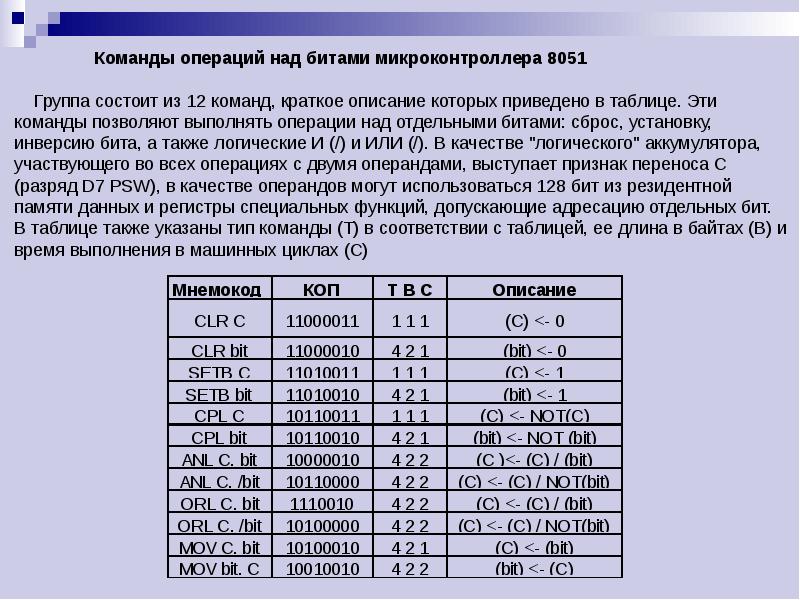 Команды операций над битами микроконтроллера 8051
Группа состоит из 12 команд, краткое описание которых приведено в таблице. Эти
команды позволяют выполнять операции над отдельными битами: сброс, установку,
инверсию бита, а также логические И (/) и ИЛИ (/). В качестве "логического" аккумулятора,
участвующего во всех операциях с двумя операндами, выступает признак переноса С
(разряд D7 PSW), в качестве операндов могут использоваться 128 бит из резидентной
памяти данных и регистры специальных функций, допускающие адресацию отдельных бит.
В таблице также указаны тип команды (Т) в соответствии с таблицей, ее длина в байтах (В) и
время выполнения в машинных циклах (С)
Мнемокод КОП Т В С Описание
CLR C 11000011 1 1 1 (C) <- 0
CLR bit 11000010 4 2 1 (bit) <- 0
SETB C 11010011 1 1 1 (C) <- 1
SETB bit 11010010 4 2 1 (bit) <- 1
CPL C 10110011 1 1 1 (C) <- NOT(C)
CPL bit 10110010 4 2 1 (bit) <- NOT (bit)
ANL C. bit 10000010 4 2 2 (C )<- (C) / (bit)
ANL C. /bit 10110000 4 2 2 (C) <- (C) / NOT(bit)
ORL C. bit 1110010 4 2 2 (C) <- (C) / (bit)
ORL C. /bit 10100000 4 2 2 (C) <- (C) / NOT(bit)
MOV C. bit 10100010 4 2 1 (C) <- (bit)
MOV bit. C 10010010 4 2 2 (bit) <- (C)